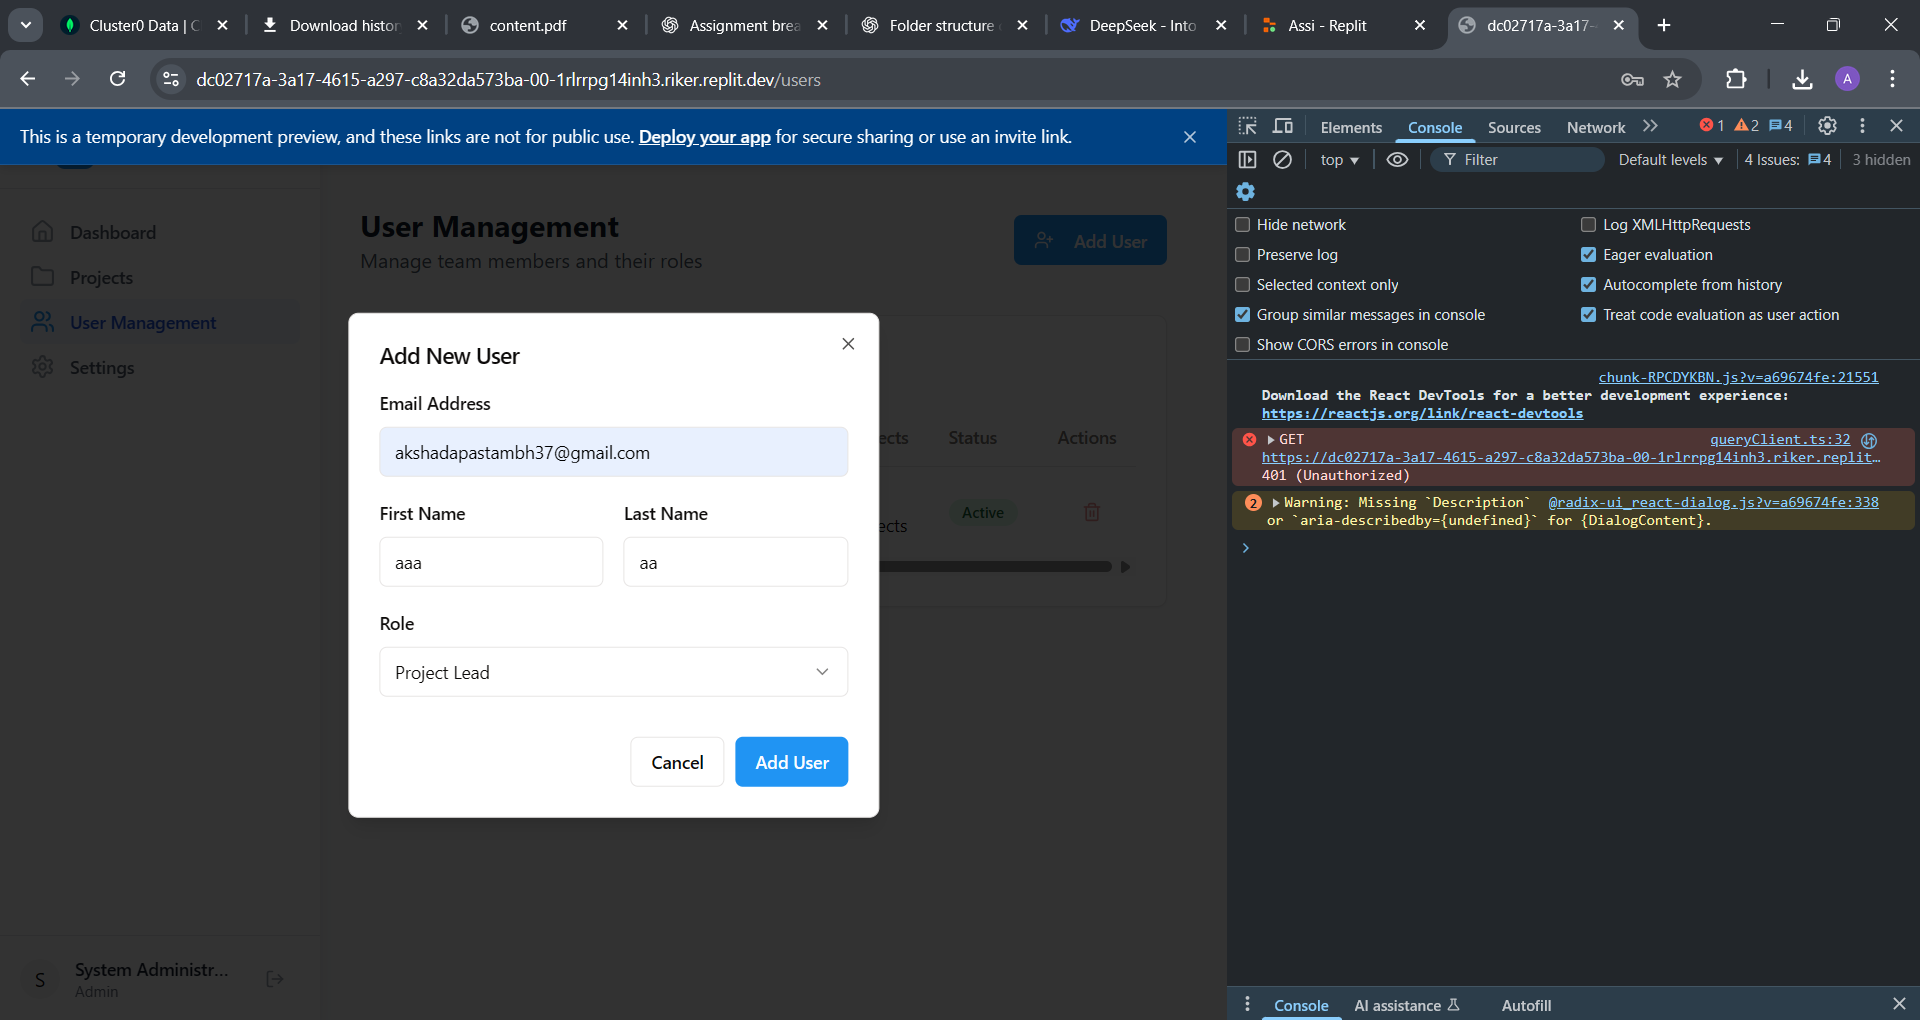 Cluster0 Data | C
Download histor
content.pdf
Assignment brea
Folder structure
DeepSeek - Into
Assi - Replit
dc02717a-3a17-
dc02717a-3a17-4615-a297-c8a32da573ba-00-1rlrrpg14inh3.riker.replit.dev/users
A
This is a temporary development preview, and these links are not for public use. Deploy your app for secure sharing or use an invite link.
Dashboard
Projects
User Management
Settings
User Management
Manage team members and their roles
Add User
ects Status Actions
Active
ects
Add New User
Email Address
akshadapastambh37@gmail.com
First Name Last Name
aaa aa
Role
Project Lead
Cancel Add User
S
System Administr...
Admin
Elements Console Sources Network 1 2 4
top Filter Default levels 4 Issues: 4 3 hidden
Hide network Log XMLHttpRequests
Preserve log Eager evaluation
Selected context only Autocomplete from history
Group similar messages in console Treat code evaluation as user action
Show CORS errors in console
chunk-RPCDYKBN.js?v=a69674fe:21551
Download the React DevTools for a better development experience:
https://reactjs.org/link/react-devtools
GET queryClient.ts:32
https://dc02717a-3a17-4615-a297-c8a32da573ba-00-1rlrrpg14inh3.riker.replit…
401 (Unauthorized)
2 Warning: Missing `Description` @radix-ui_react-dialog.js?v=a69674fe:338
or `aria-describedby={undefined}` for {DialogContent}.
Console AI assistance Autofill